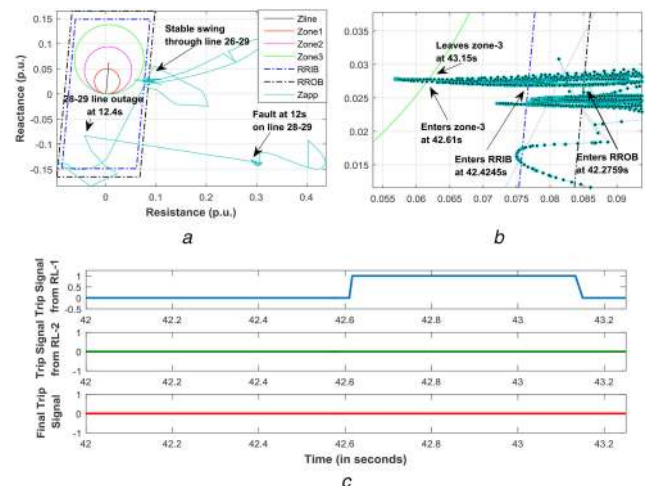 0.15
0.1
0.05
0
-0.05
-0.1
-0.15
Reactance (p.u.)
0
0.1
0.2
0.3
0.4
Resistance (p.u.)
Stable swing
through line 26-29
28-29 line outage
at 12.4s
Fault at 12s
on line 28-29
Zline
Zone1
Zone2
Zone3
RRIB
RROB
Zapp
a
0.033
0.027
0.021
0.015
0.055
0.06
0.065
0.07
0.075
0.08
0.085
0.09
Leaves zone-3
at 43.15s
Enters zone-3
at 42.61s
Enters RRIB
at 42.4245s
Enters RROB
at 42.2759s
b
Trip Signal
from RL-1
1
0.5
0
-0.5
42
42.2
42.4
42.6
42.8
43
43.2
Trip Signal
from RL-2
1
0
-1
42
42.2
42.4
42.6
42.8
43
43.2
Final Trip
Signal
1
0
-1
42
42.2
42.4
42.6
42.8
43
43.2
Time (in seconds)
c